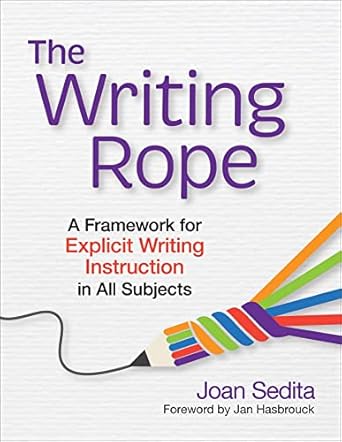 The
Writing
Rope
A Framework for
Explicit Writing
Instruction
in All Subjects
Joan Sedita
Foreword by Jan Hasbrouck